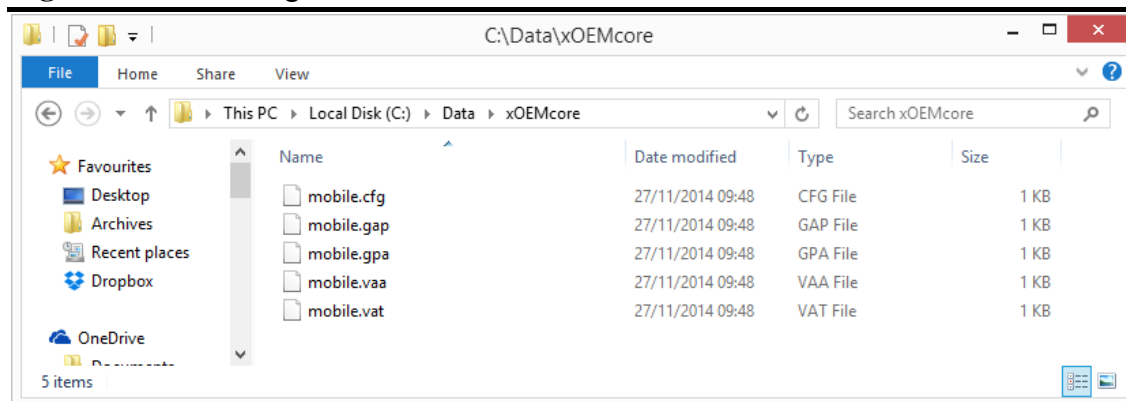 C:\Data\xOEMcore
File Home Share View
This PC Local Disk (C:) Data xOEMcore Search xOEMcore
Name Date modified Type Size
Favourites
Desktop
Archives
Recent places
Dropbox
OneDrive
mobile.cfg 27/11/2014 09:48 CFG File 1 KB
mobile.gap 27/11/2014 09:48 GAP File 1 KB
mobile.gpa 27/11/2014 09:48 GPA File 1 KB
mobile.vaa 27/11/2014 09:48 VAA File 1 KB
mobile.vat 27/11/2014 09:48 VAT File 1 KB
5 items